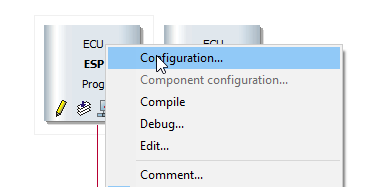 ECU
ECU
ESP
Prog
Configuration...
Component configuration...
Compile
Debug...
Edit...
Comment...